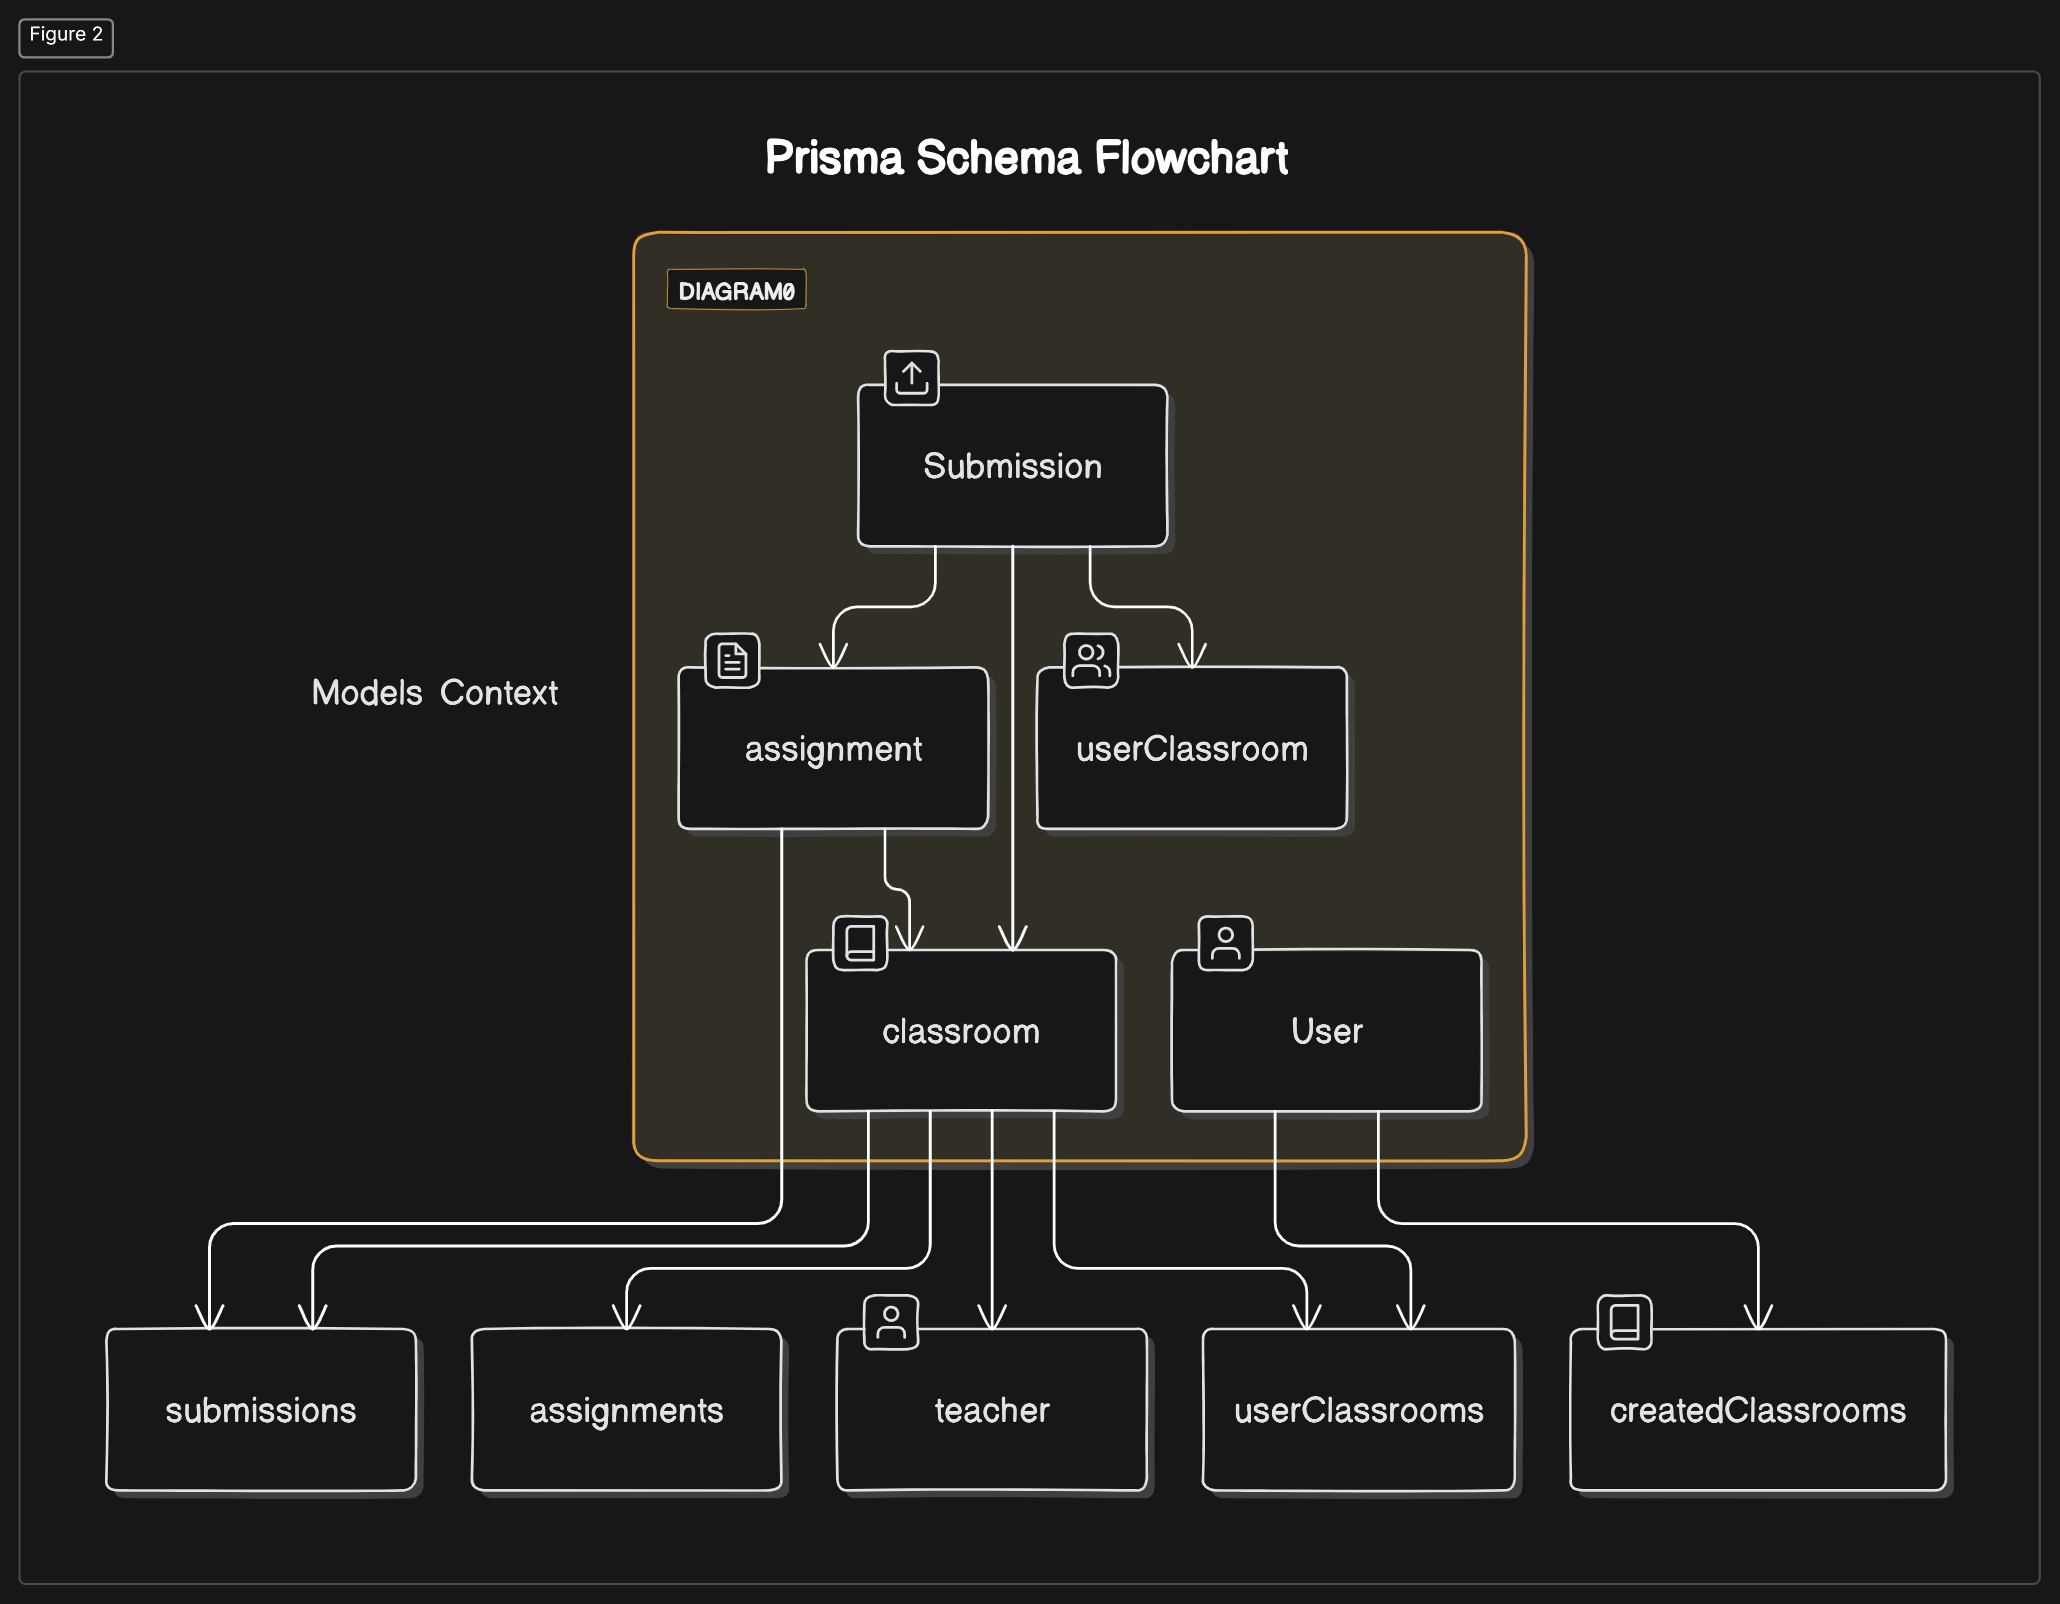 Figure 2
Prisma Schema Flowchart
DIAGRAM0
Submission
Models Context
assignment
userClassroom
classroom
User
submissions
assignments
teacher
userClassrooms
createdClassrooms